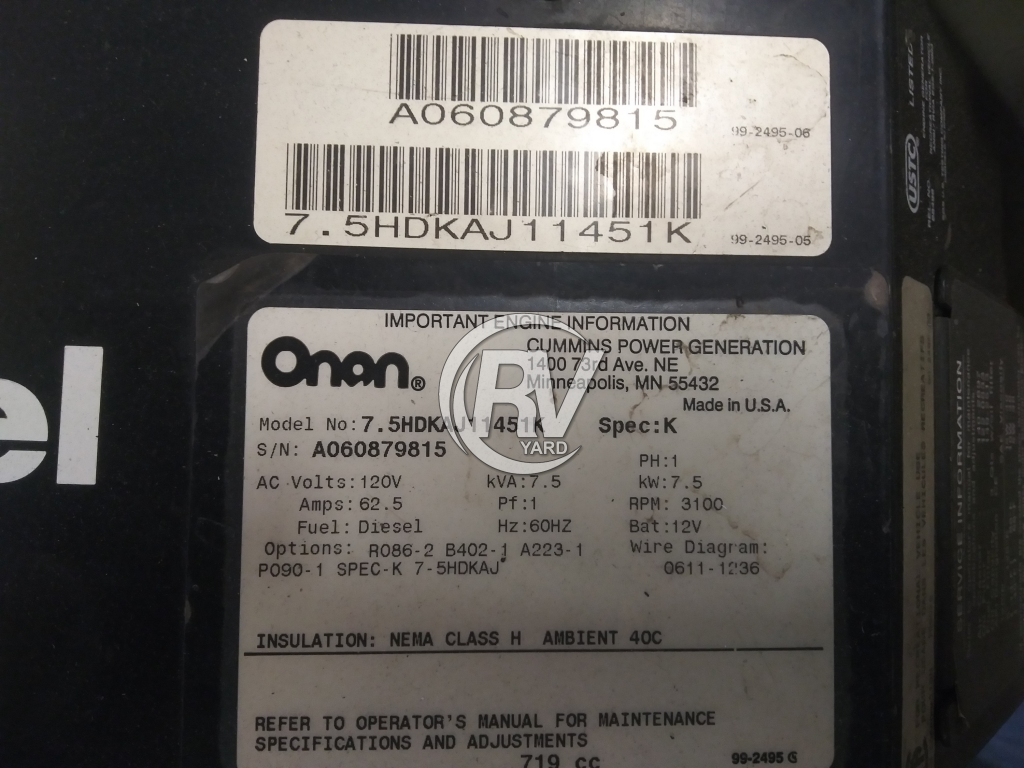 A060879815
99-2495-06
7.5HDKAJ11451K
99-2495-05
el
IMPORTANT ENGINE INFORMATION
Onan®
CUMMINS POWER GENERATION
1400 73rd Ave. NE
Minneapolis, MN 55432
Made in U.S.A.
Model No: 7.5HDKAJ11451K Spec:K
S/N: A060879815
PH:1
AC Volts:120V kVA:7.5 kW:7.5
Amps:62.5 Pf:1 RPM: 3100
Fuel: Diesel Hz:60HZ Bat:12V
Options: R086-2 B402-1 A223-1 Wire Diagram:
P090-1 SPEC-K 7-5HDKAJ 0611-1236
INSULATION: NEMA CLASS H AMBIENT 40C
REFER TO OPERATOR'S MANUAL FOR MAINTENANCE
SPECIFICATIONS AND ADJUSTMENTS
719 cc
99-2495 G
RV
YARD
USTC LISTED
SERVICE INFORMATION